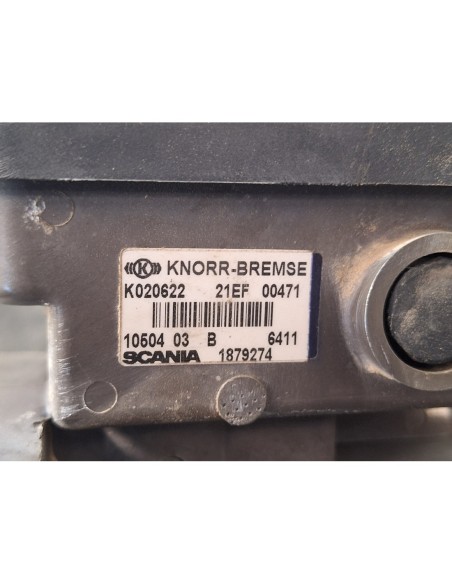 K KNORR-BREMSE
K020622 21EF 00471
10504 03 B 6411
SCANIA 1879274